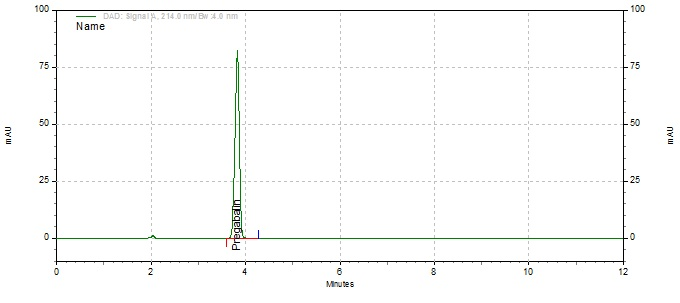 DAD: Signal A, 214.0 nm/Bw:4.0 nm
Name
100 100
75 75
50 50
25 25
0 0
mAU mAU
Pregabalin
0 2 4 6 8 10 12
Minutes